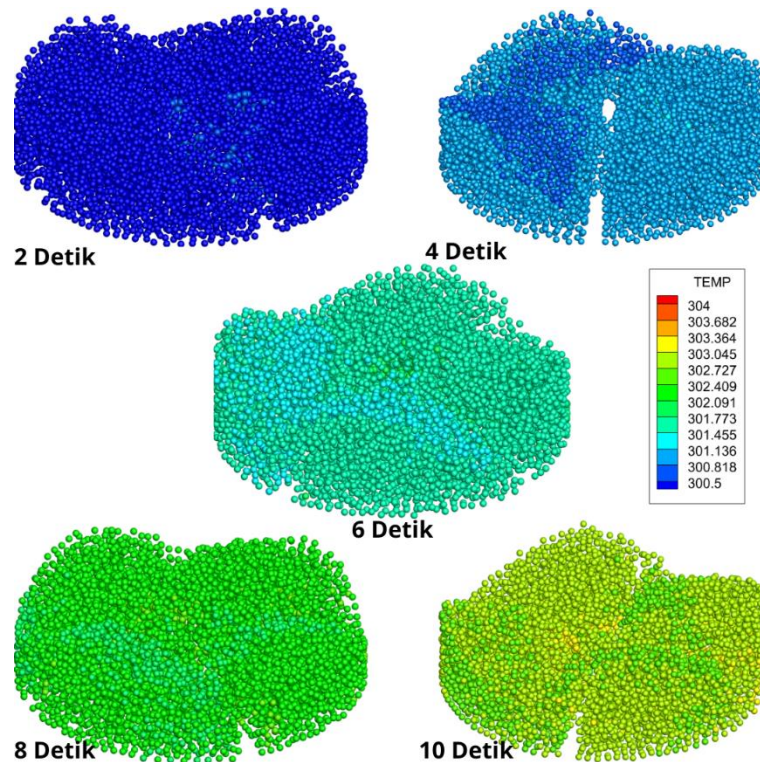 2 Detik
4 Detik
TEMP
304
303.682
303.364
303.045
302.727
302.409
302.091
301.773
301.455
301.136
300.818
300.5
6 Detik
8 Detik
10 Detik